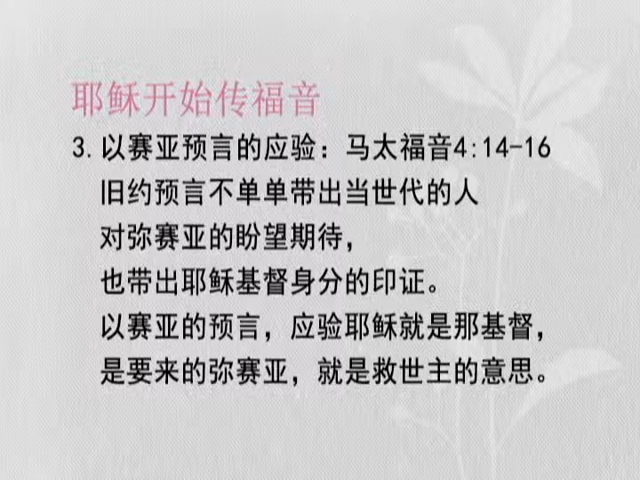 耶稣开始传福音
3.以赛亚预言的应验：马太福音4:14-16
旧约预言不单单带出当世代的人
对弥赛亚的盼望期待，
也带出耶稣基督身分的印证。
以赛亚的预言，应验耶稣就是那基督，
是要来的弥赛亚，就是救世主的意思。